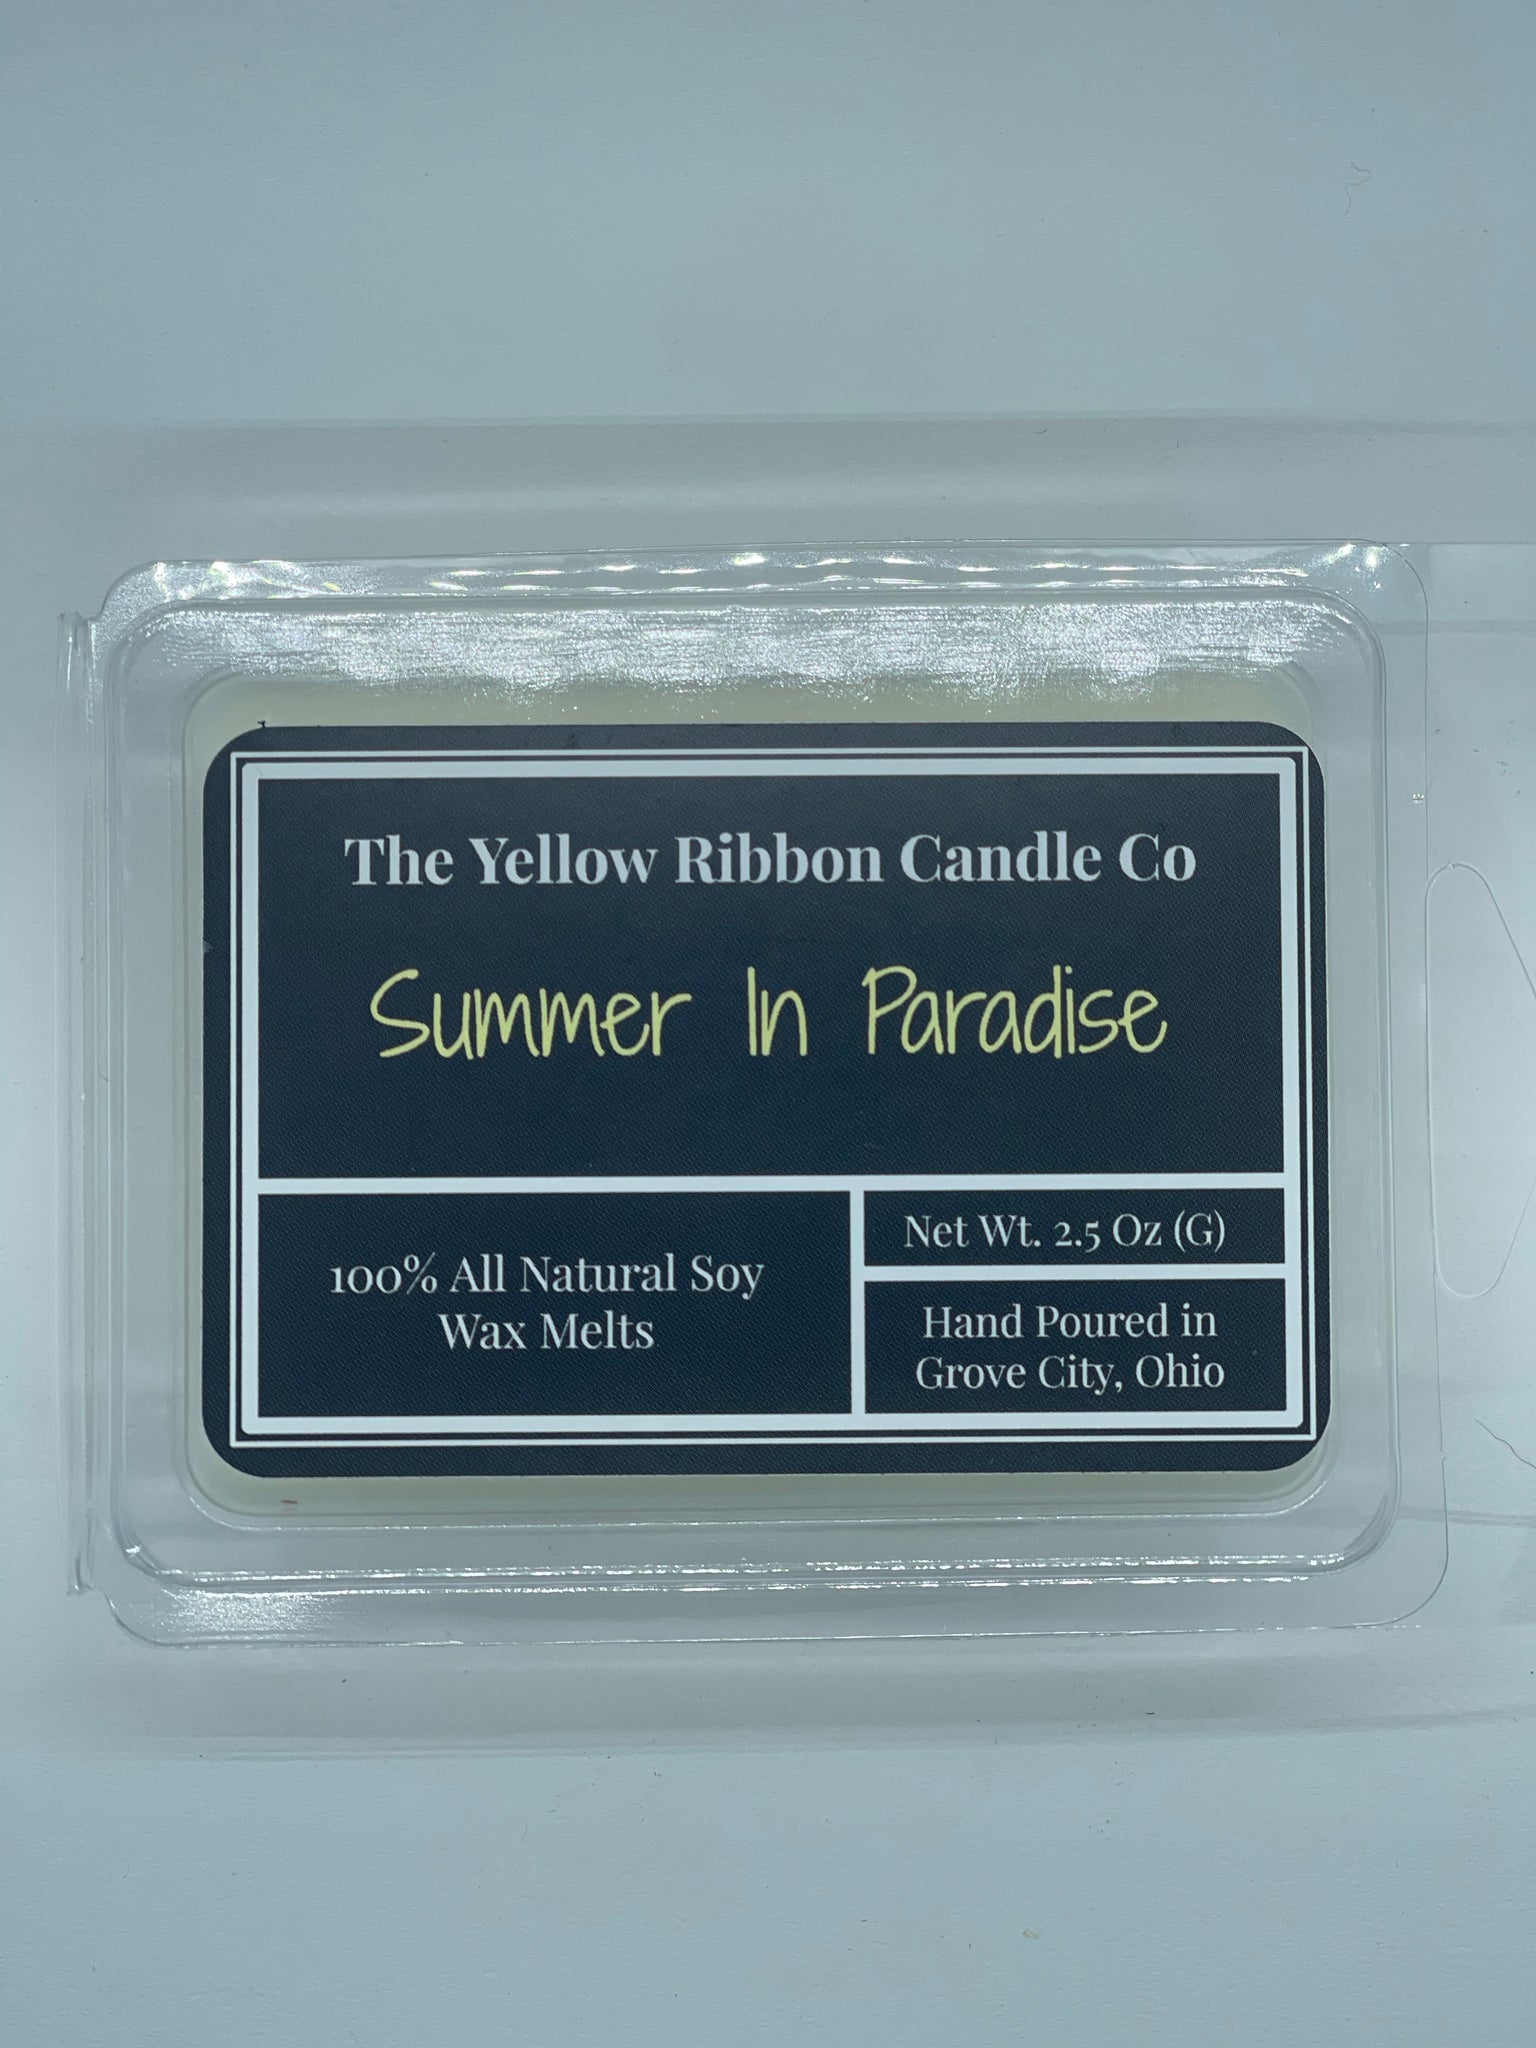 The Yellow Ribbon Candle Co
Summer In Paradise
100% All Natural Soy
Wax Melts
Net Wt. 2.5 Oz (G)
Hand Poured in
Grove City, Ohio